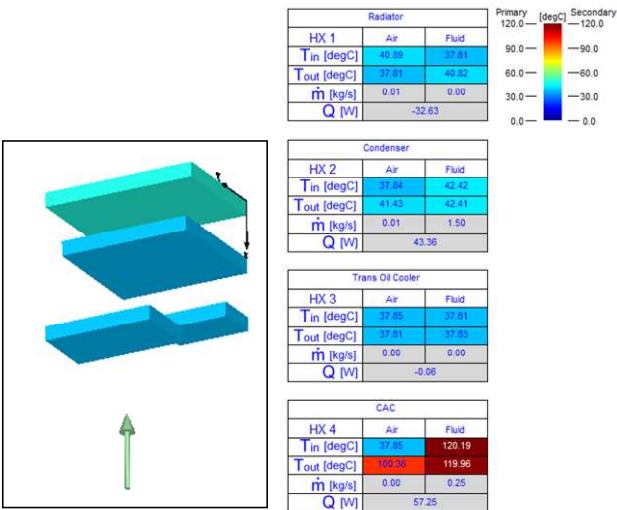 Radiator
HX 1 Air Fluid
Tin [degC] 40.89 37.81
Tout [degC] 37.81 40.82
ṁ [kg/s] 0.01 0.00
Q [W] -32.63
Primary [degC] Secondary
120.0 120.0
90.0 90.0
60.0 60.0
30.0 30.0
0.0 0.0
Condenser
HX 2 Air Fluid
Tin [degC] 37.84 42.42
Tout [degC] 41.43 42.41
ṁ [kg/s] 0.01 1.50
Q [W] 43.36
Trans Oil Cooler
HX 3 Air Fluid
Tin [degC] 37.85 37.81
Tout [degC] 37.81 37.83
ṁ [kg/s] 0.00 0.00
Q [W] -0.06
CAC
HX 4 Air Fluid
Tin [degC] 37.85 120.19
Tout [degC] 100.36 119.96
ṁ [kg/s] 0.00 0.25
Q [W] 57.25